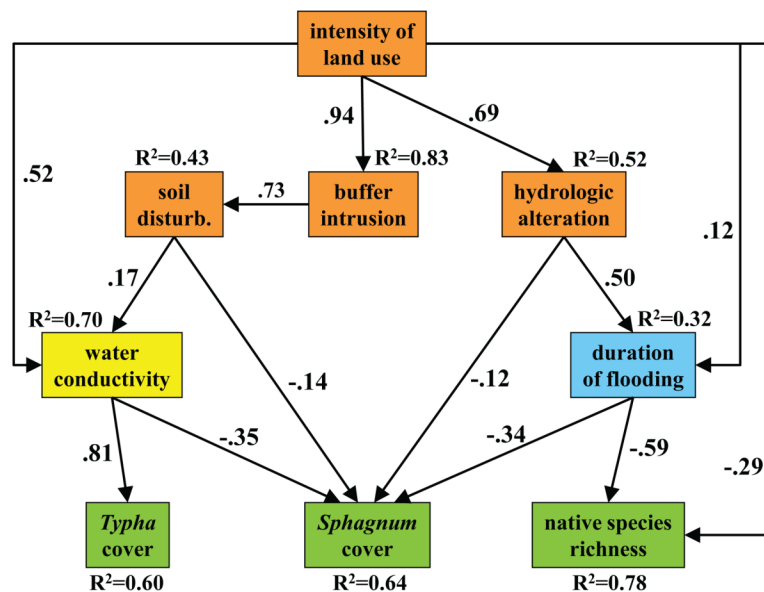 intensity of
land use
.94
.69
R²=0.43
R²=0.83
R²=0.52
.52
soil
disturb.
.73
buffer
intrusion
hydrologic
alteration
.12
.17
.50
R²=0.70
R²=0.32
water
conductivity
duration
of flooding
-.14
-.12
.81
-.35
-.34
-.59
-.29
Typha
cover
Sphagnum
cover
native species
richness
R²=0.60
R²=0.64
R²=0.78